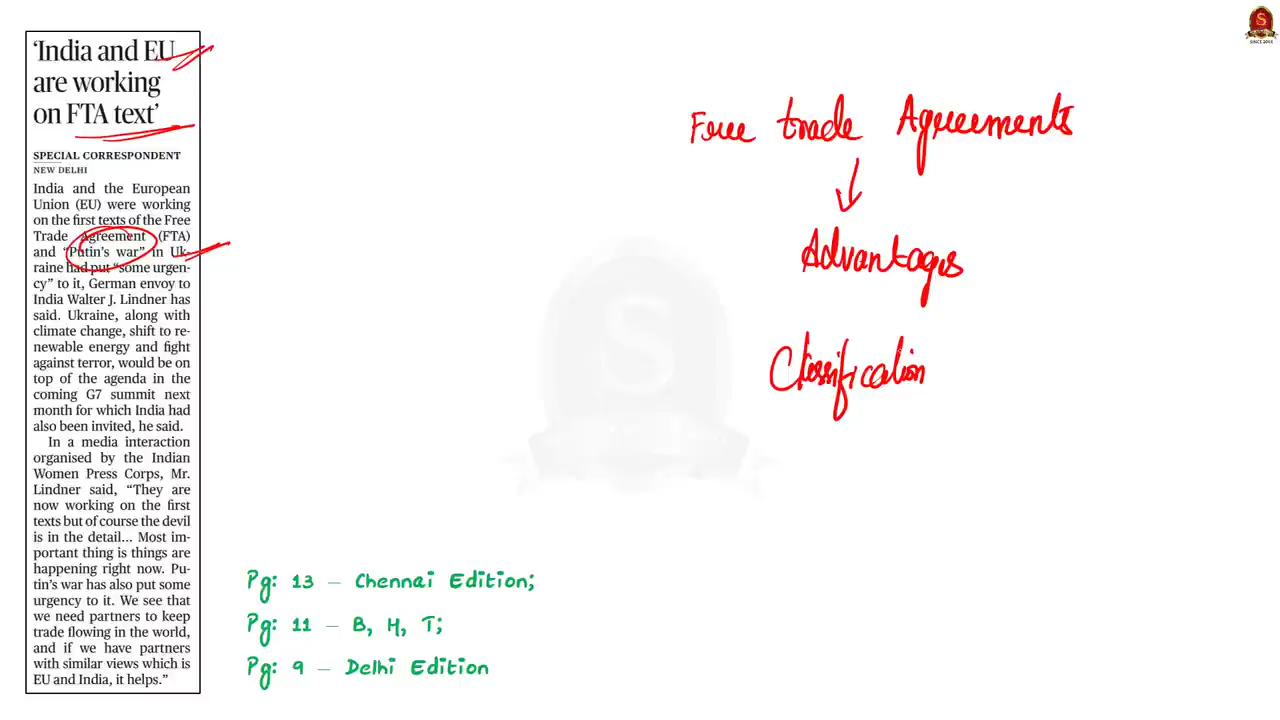 ‘India and EU
are working
on FTA text’
SPECIAL CORRESPONDENT
NEW DELHI
India and the European
Union (EU) were working
on the first texts of the Free
Trade Agreement (FTA)
and “Putin’s war” in Uk-
raine had put “some urgen-
cy” to it, German envoy to
India Walter J. Lindner has
said. Ukraine, along with
climate change, shift to re-
newable energy and fight
against terror, would be on
top of the agenda in the
coming G7 summit next
month for which India had
also been invited, he said.
In a media interaction
organised by the Indian
Women Press Corps, Mr.
Lindner said, “They are
now working on the first
texts but of course the devil
is in the detail... Most im-
portant thing is things are
happening right now. Pu-
tin’s war has also put some
urgency to it. We see that
we need partners to keep
trade flowing in the world,
and if we have partners
with similar views which is
EU and India, it helps.”
Free trade Agreements
Advantages
Classification
Pg: 13 – Chennai Edition;
Pg: 11 – B, H, T;
Pg: 9 – Delhi Edition
S